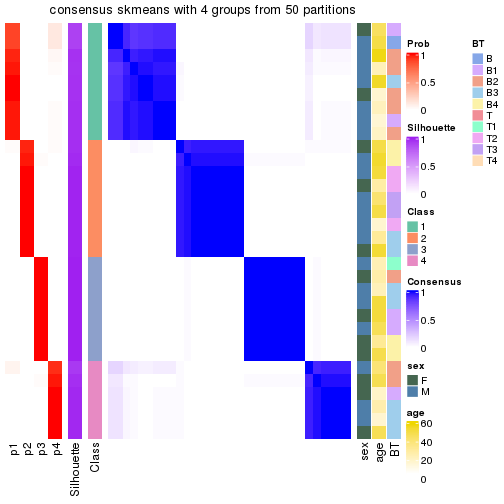 consensus skmeans with 4 groups from 50 partitions
Prob
1
0.5
0
Silhouette
1
0.5
0
Class
1
2
3
4
Consensus
1
0.5
0
sex
F
M
age
60
40
20
0
BT
B
B1
B2
B3
B4
T
T1
T2
T3
T4
p1
p2
p3
p4
Silhouette
Class
sex
age
BT